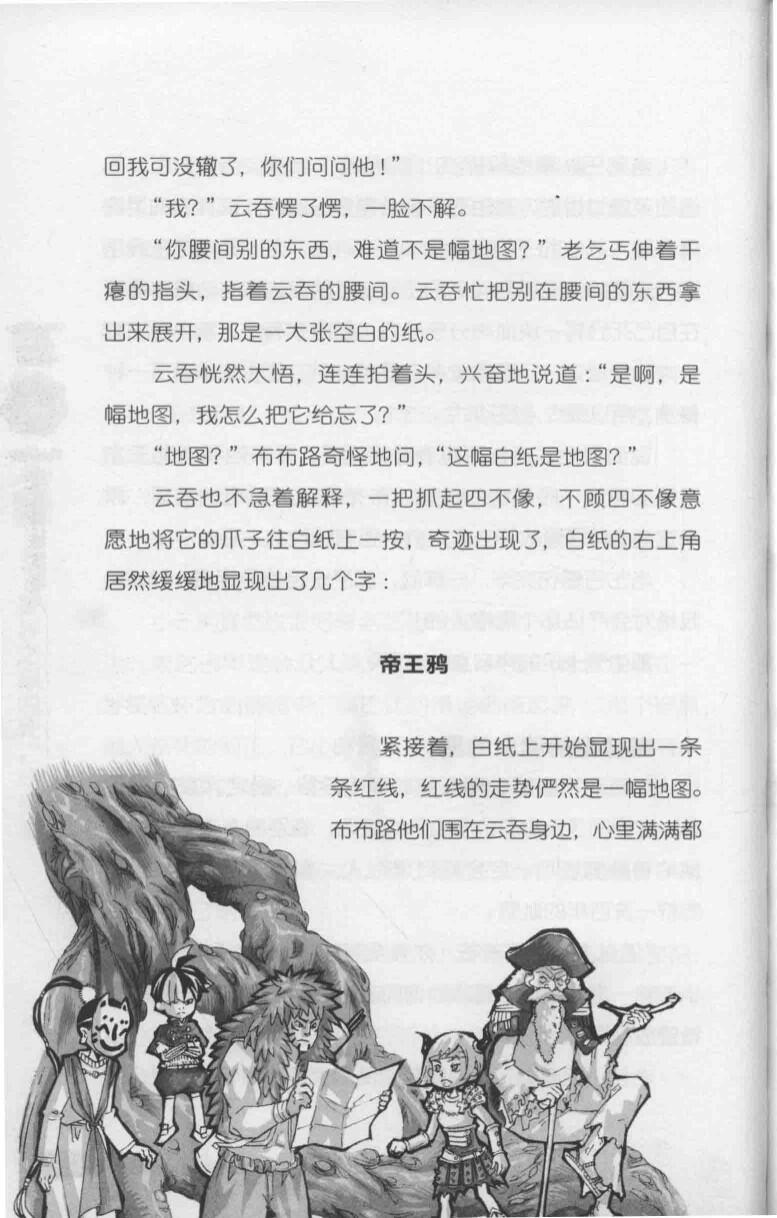 回我可没辙了，你们问问他！”
“我？”云吞愣了愣，一脸不解。
“你腰间别的东西，难道不是幅地图？”老乞丐伸着干
瘪的指头，指着云吞的腰间。云吞忙把别在腰间的东西拿
出来展开，那是一大张空白的纸。
云吞恍然大悟，连连拍着头，兴奋地说道：“是啊，是
幅地图，我怎么把它给忘了？”
“地图？”布布路奇怪地问，“这幅白纸是地图？”
云吞也不急着解释，一把抓起四不像，不顾四不像意
愿地将它的爪子往白纸上一按，奇迹出现了，白纸的右上角
居然缓缓地显现出了几个字：
帝王鸦
紧接着，白纸上开始显现出一条
条红线，红线的走势俨然是一幅地图。
布布路他们围在云吞身边，心里满满都